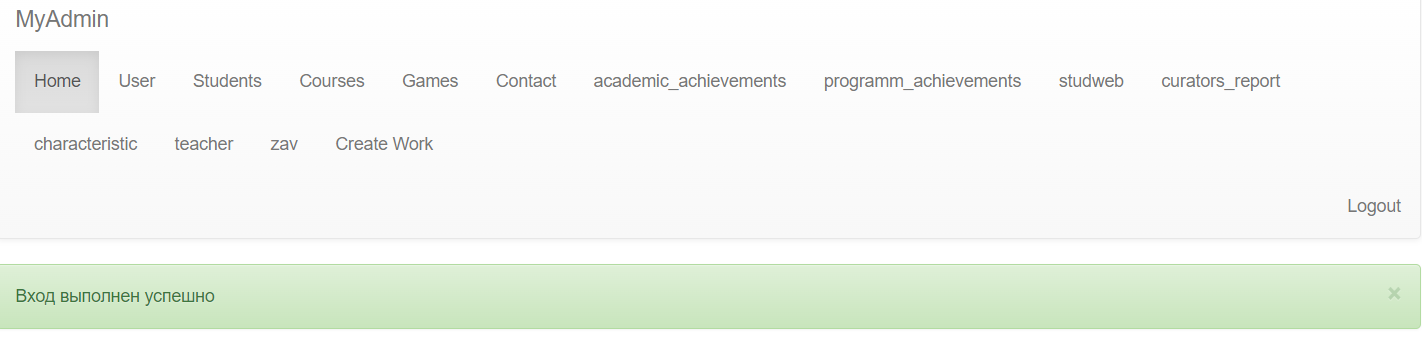 MyAdmin
Home User Students Courses Games Contact academic_achievements programm_achievements studweb curators_report
characteristic teacher zav Create Work
Logout
Вход выполнен успешно ×